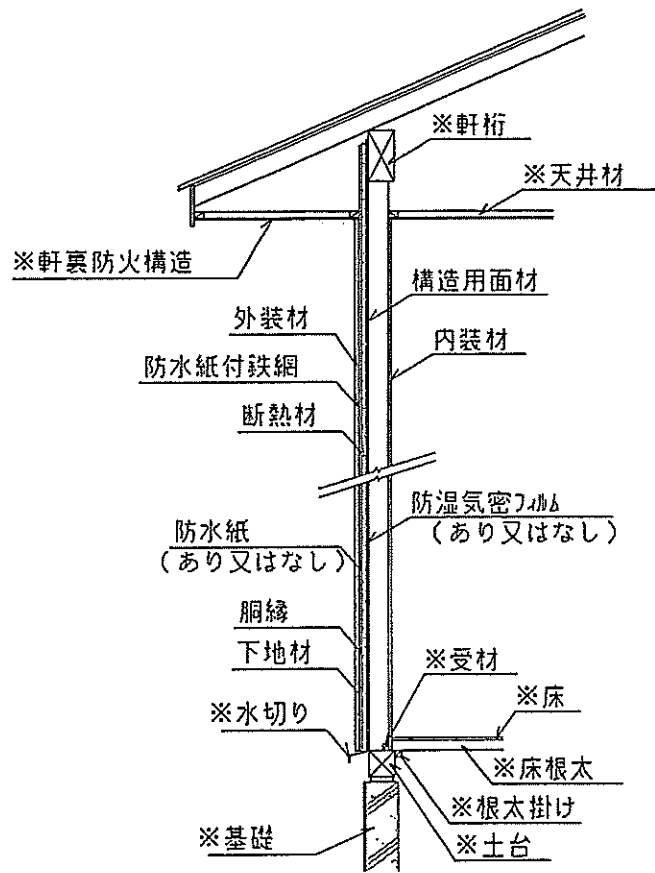 ※軒桁
※天井材
※軒裏防火構造
構造用面材
外装材
内装材
防水紙付鉄網
断熱材
防湿気密フィルム
(あり又はなし)
防水紙
(あり又はなし)
胴縁
下地材
※受材
※水切り
※床
※床根太
※根太掛け
※基礎
※土台